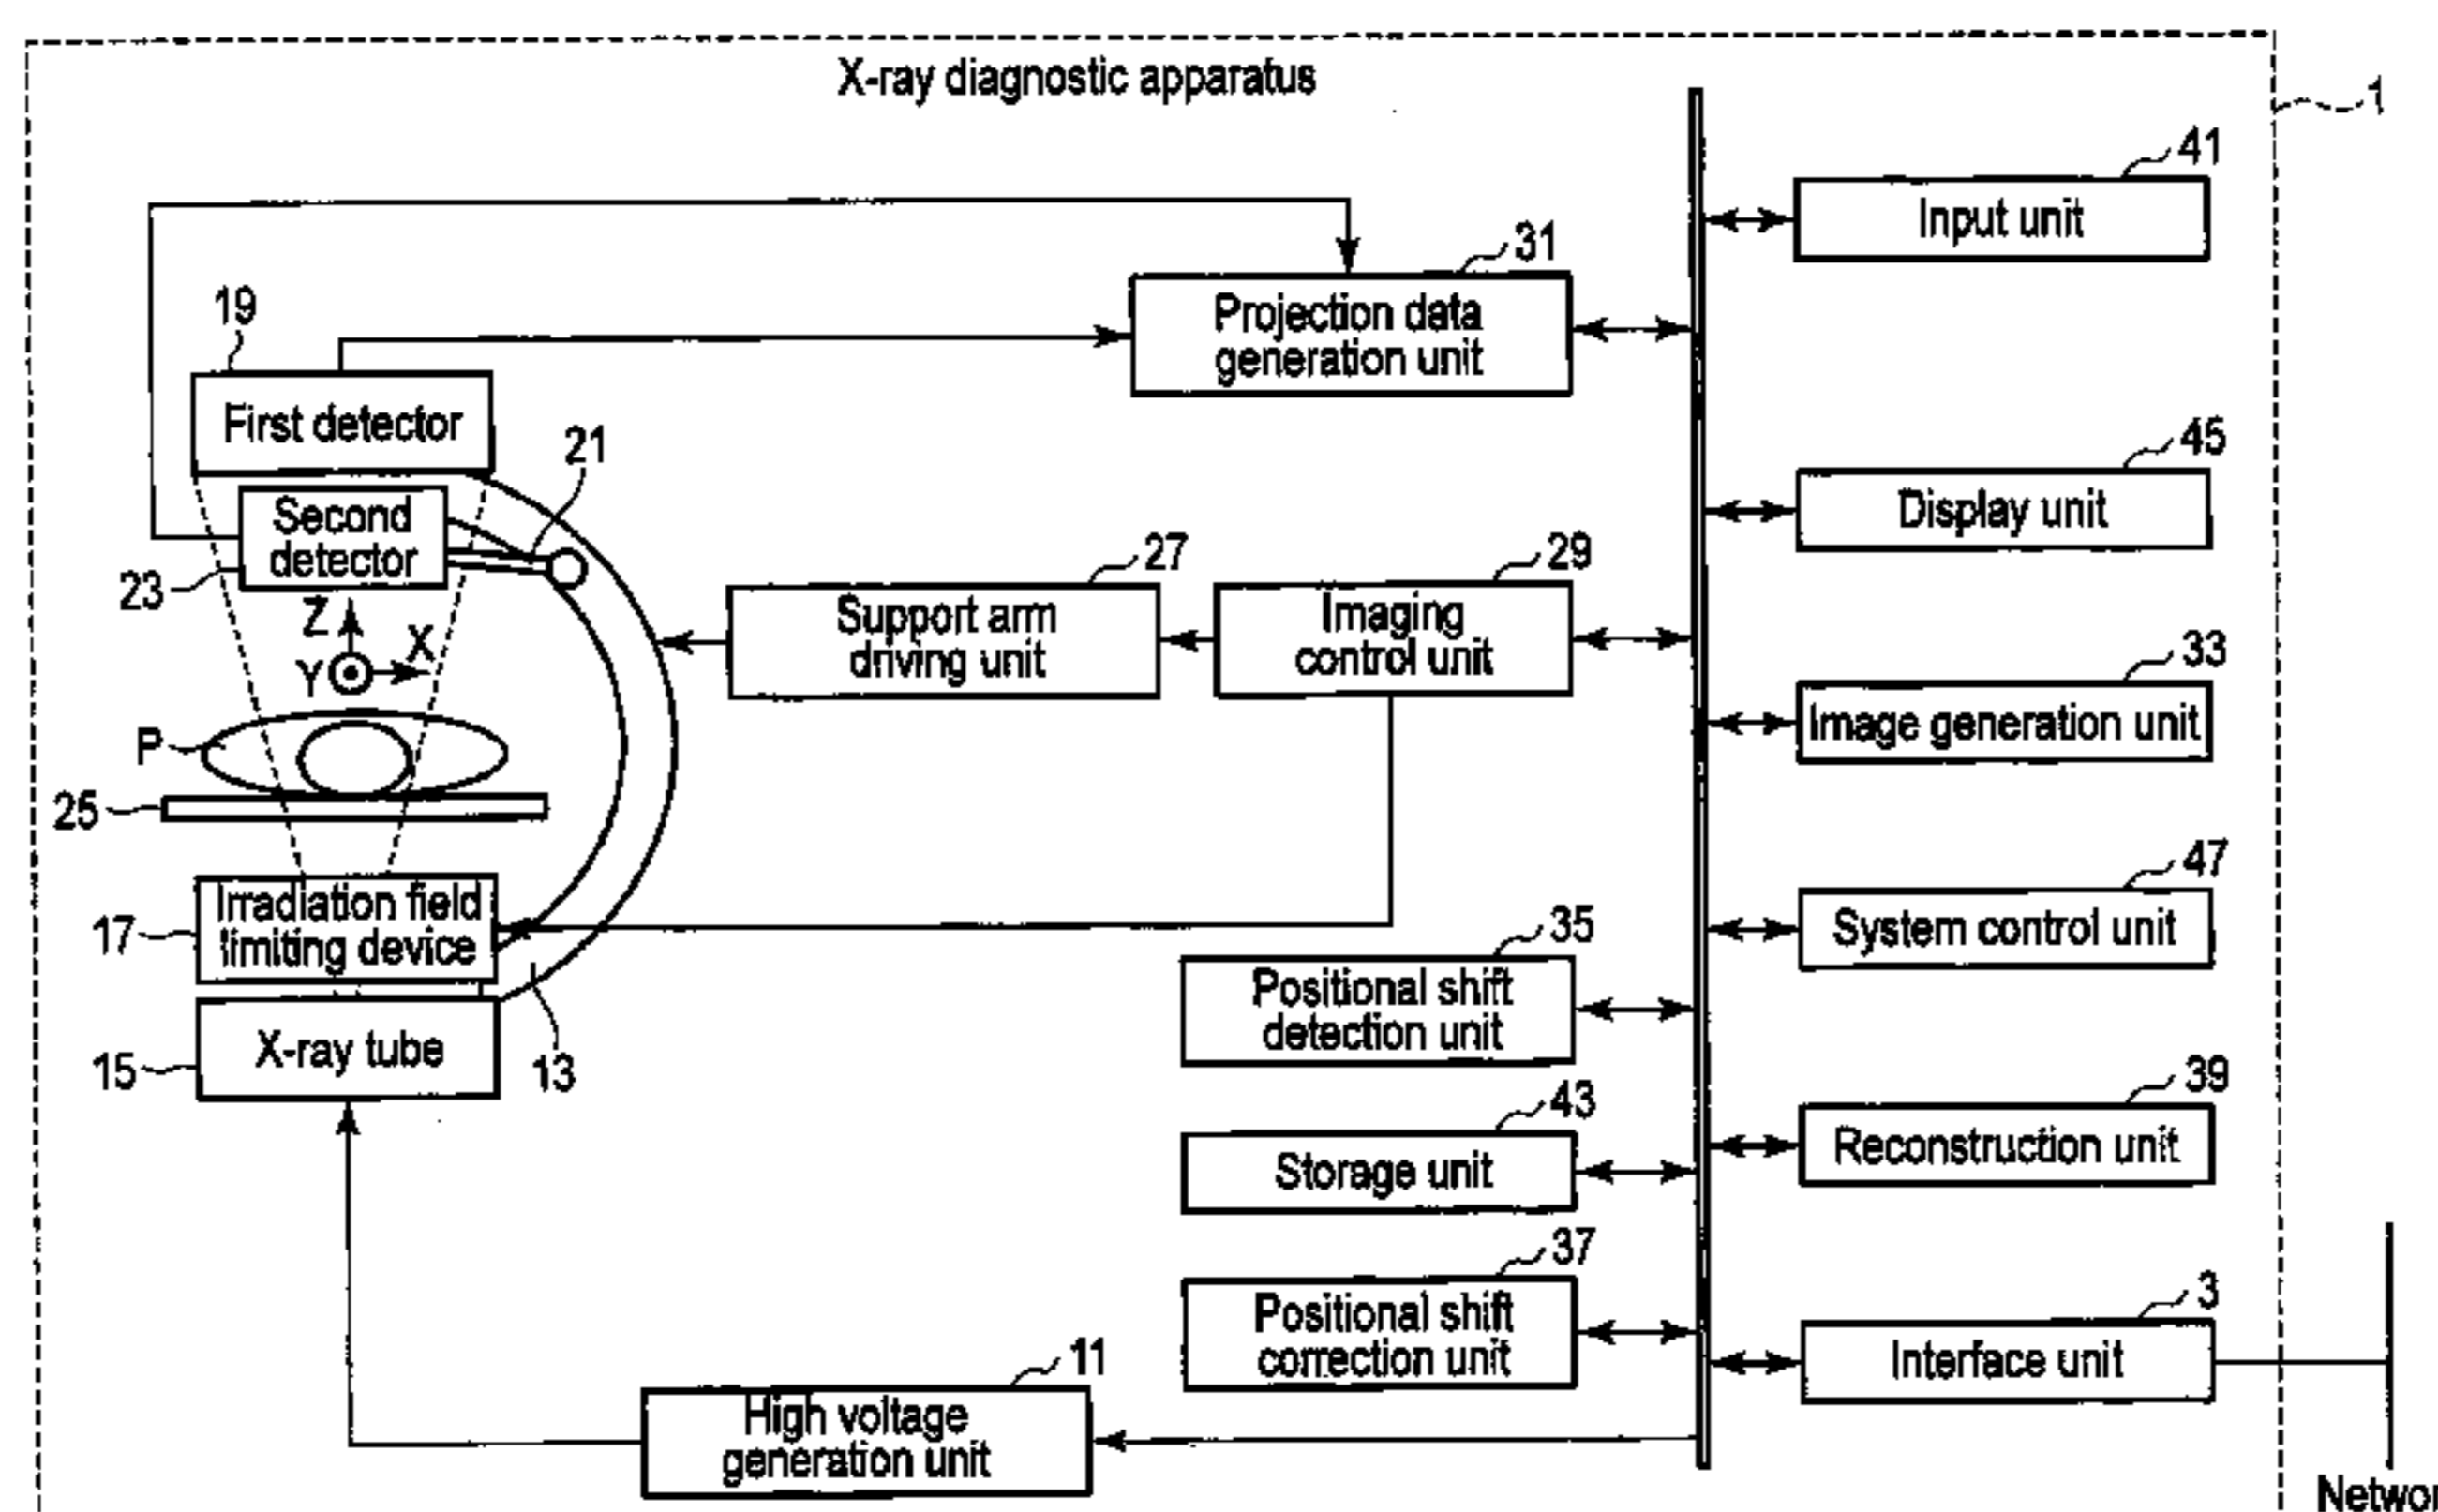 X-ray diagnostic apparatus
1
41
Input unit
31
Projection data
generation unit
19
First detector
21
45
Display unit
Second
detector
23
27
Support arm
driving unit
29
Imaging
control unit
Z
X
Y
33
Image generation unit
P
25
47
System control unit
Irradiation field
limiting device
17
35
Positional shift
detection unit
X-ray tube
15
13
39
Reconstruction unit
43
Storage unit
37
Positional shift
correction unit
3
Interface unit
11
High voltage
generation unit
Networ